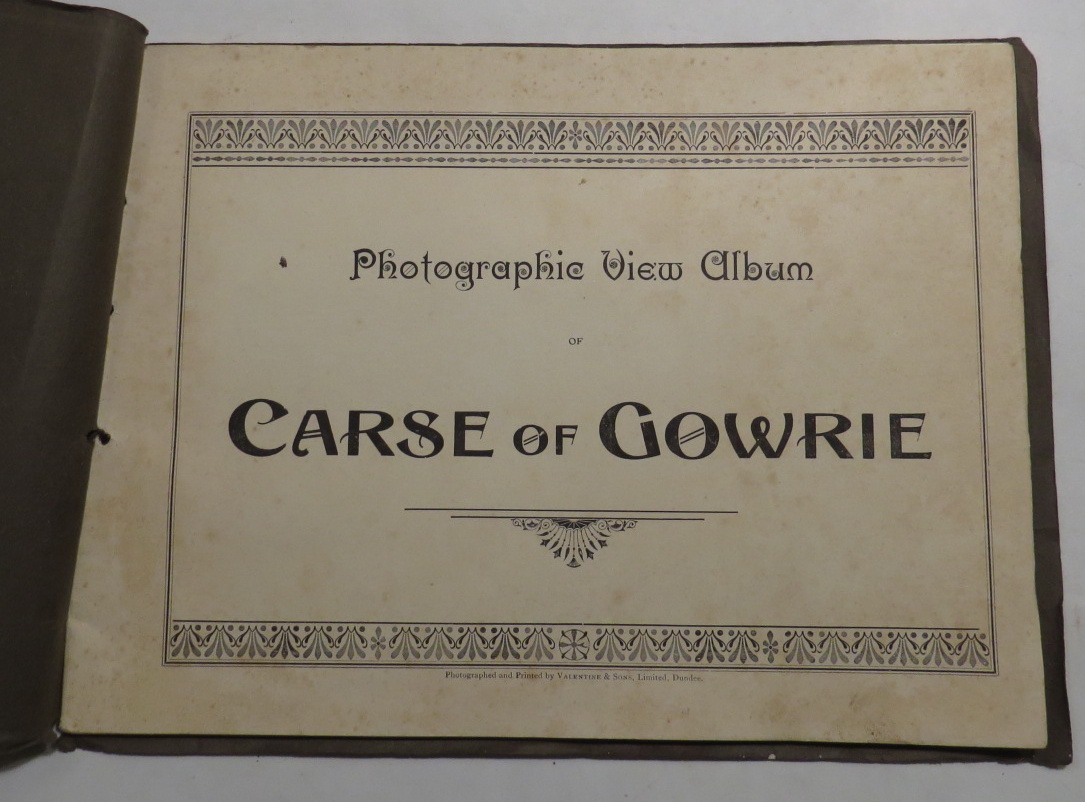 Photographic View Album
OF
CARSE OF GOWRIE
Photographed and Printed by VALENTINE & SONS, Limited, Dundee.